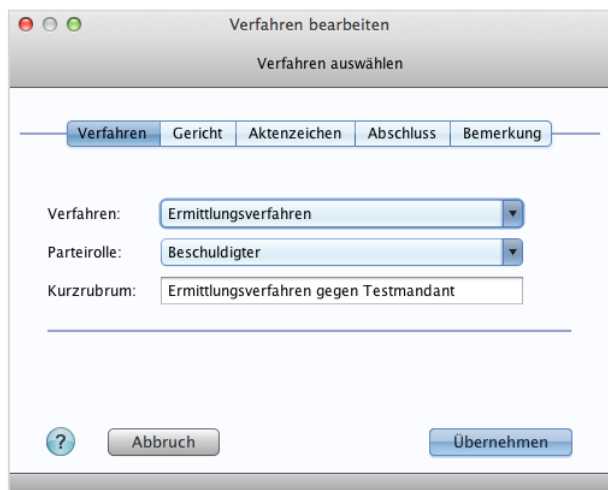 Verfahren bearbeiten
Verfahren auswählen
Verfahren Gericht Aktenzeichen Abschluss Bemerkung
Verfahren: Ermittlungsverfahren
Parteirolle: Beschuldigter
Kurzrubrum: Ermittlungsverfahren gegen Testmandant
? Abbruch Übernehmen